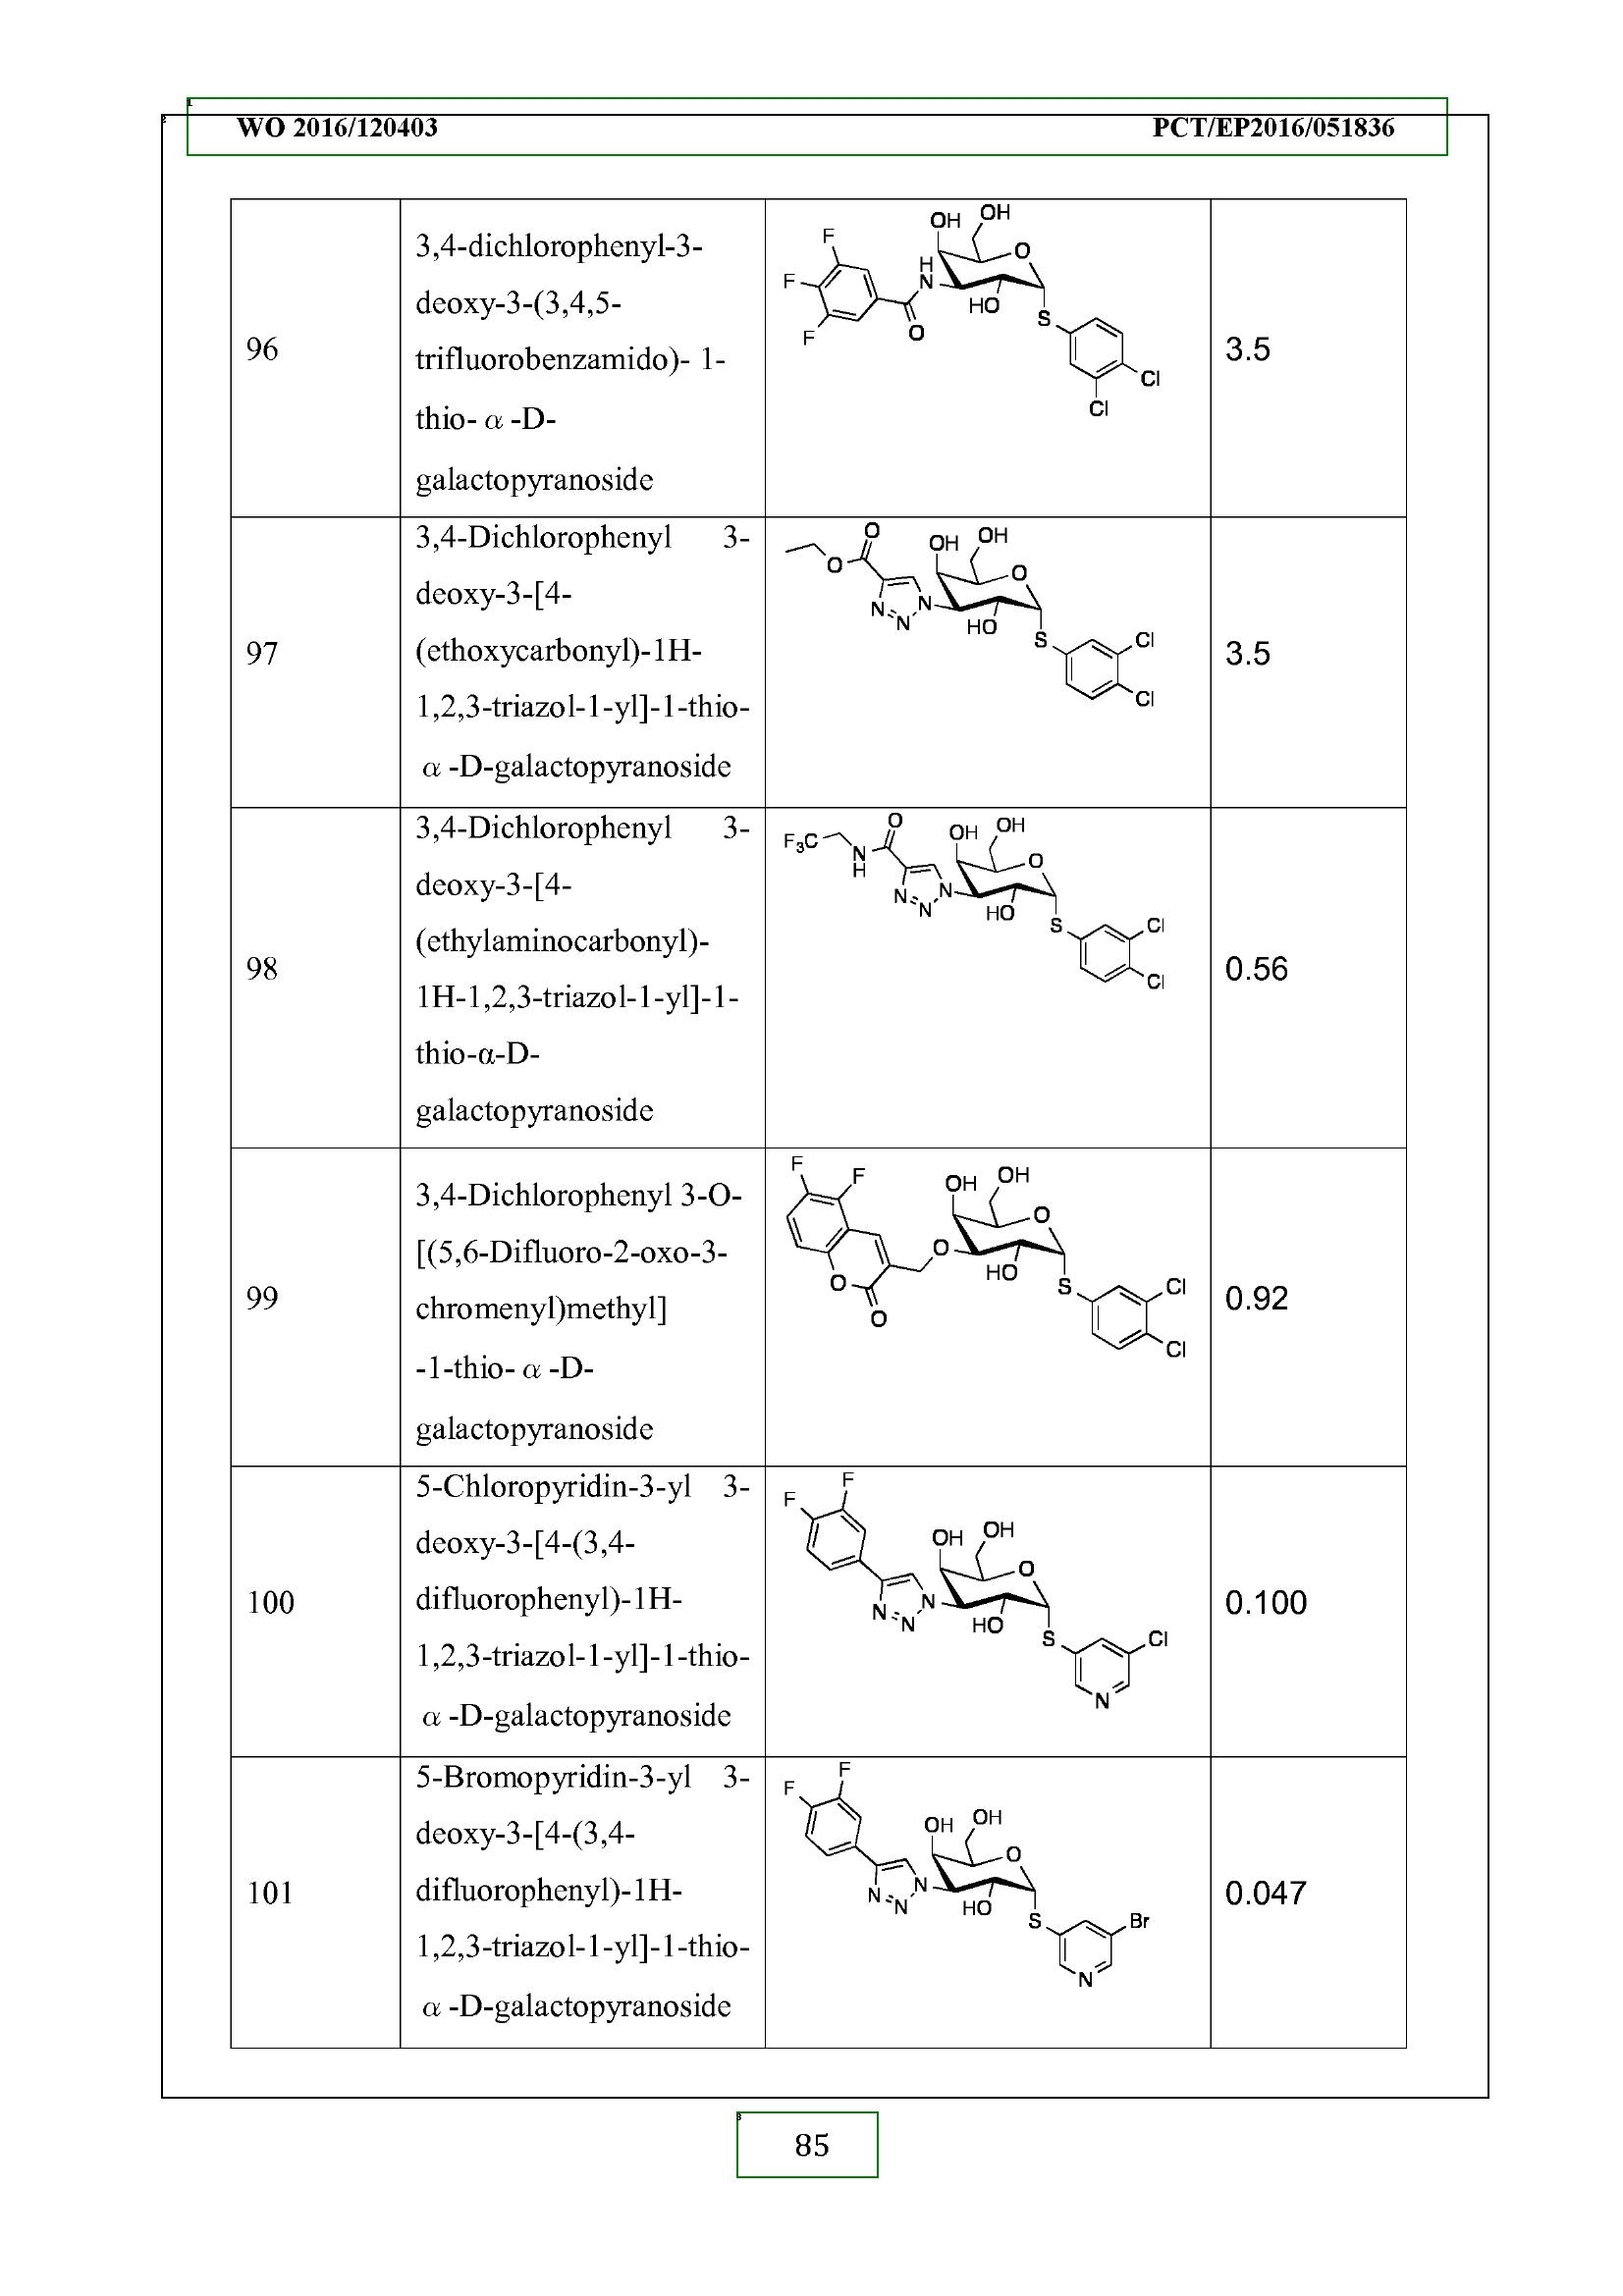 WO 2016/120403 PCT/EP2016/051836
96
3,4-dichlorophenyl-3-
deoxy-3-(3,4,5-
trifluorobenzamido)- 1-
thio- α -D-
galactopyranoside
OH
OH
F
F
F
H
N
O
O
HO
S
Cl
Cl
3.5
97
3,4-Dichlorophenyl 3-
deoxy-3-[4-
(ethoxycarbonyl)-1H-
1,2,3-triazol-1-yl]-1-thio-
α -D-galactopyranoside
O
O
OH
OH
O
N
N
N
HO
S
Cl
Cl
3.5
98
3,4-Dichlorophenyl 3-
deoxy-3-[4-
(ethylaminocarbonyl)-
1H-1,2,3-triazol-1-yl]-1-
thio-α-D-
galactopyranoside
F3C
N
H
O
OH
OH
O
N
N
N
HO
S
Cl
Cl
0.56
99
3,4-Dichlorophenyl 3-O-
[(5,6-Difluoro-2-oxo-3-
chromenyl)methyl]
-1-thio- α -D-
galactopyranoside
F
F
OH
OH
O
O
O
O
HO
S
Cl
Cl
0.92
100
5-Chloropyridin-3-yl 3-
deoxy-3-[4-(3,4-
difluorophenyl)-1H-
1,2,3-triazol-1-yl]-1-thio-
α -D-galactopyranoside
F
F
OH
OH
O
N
N
N
HO
S
Cl
N
0.100
101
5-Bromopyridin-3-yl 3-
deoxy-3-[4-(3,4-
difluorophenyl)-1H-
1,2,3-triazol-1-yl]-1-thio-
α -D-galactopyranoside
F
F
OH
OH
O
N
N
N
HO
S
Br
N
0.047
85